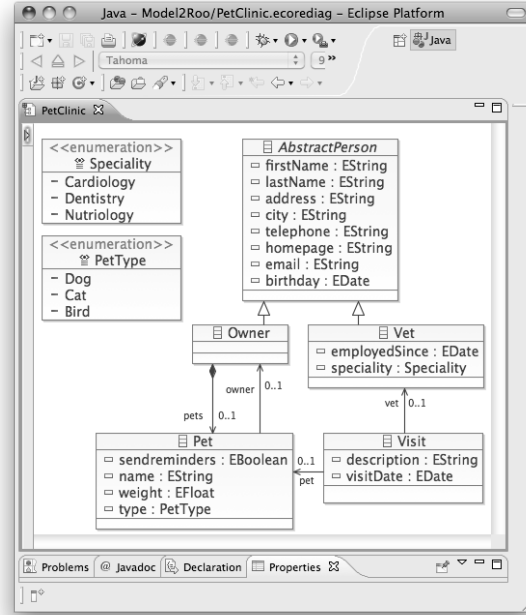 Java - Model2Roo/PetClinic.ecorediag - Eclipse Platform
Java
Tahoma
9
PetClinic
<<enumeration>>
Speciality
Cardiology
Dentistry
Nutriology
<<enumeration>>
PetType
Dog
Cat
Bird
AbstractPerson
firstName : EString
lastName : EString
address : EString
city : EString
telephone : EString
homepage : EString
email : EString
birthday : EDate
Owner
Vet
employedSince : EDate
speciality : Speciality
owner 0..1
pets 0..1
vet 0..1
Pet
sendreminders : EBoolean
name : EString
weight : EFloat
type : PetType
0..1
pet
Visit
description : EString
visitDate : EDate
Problems @ Javadoc Declaration Properties